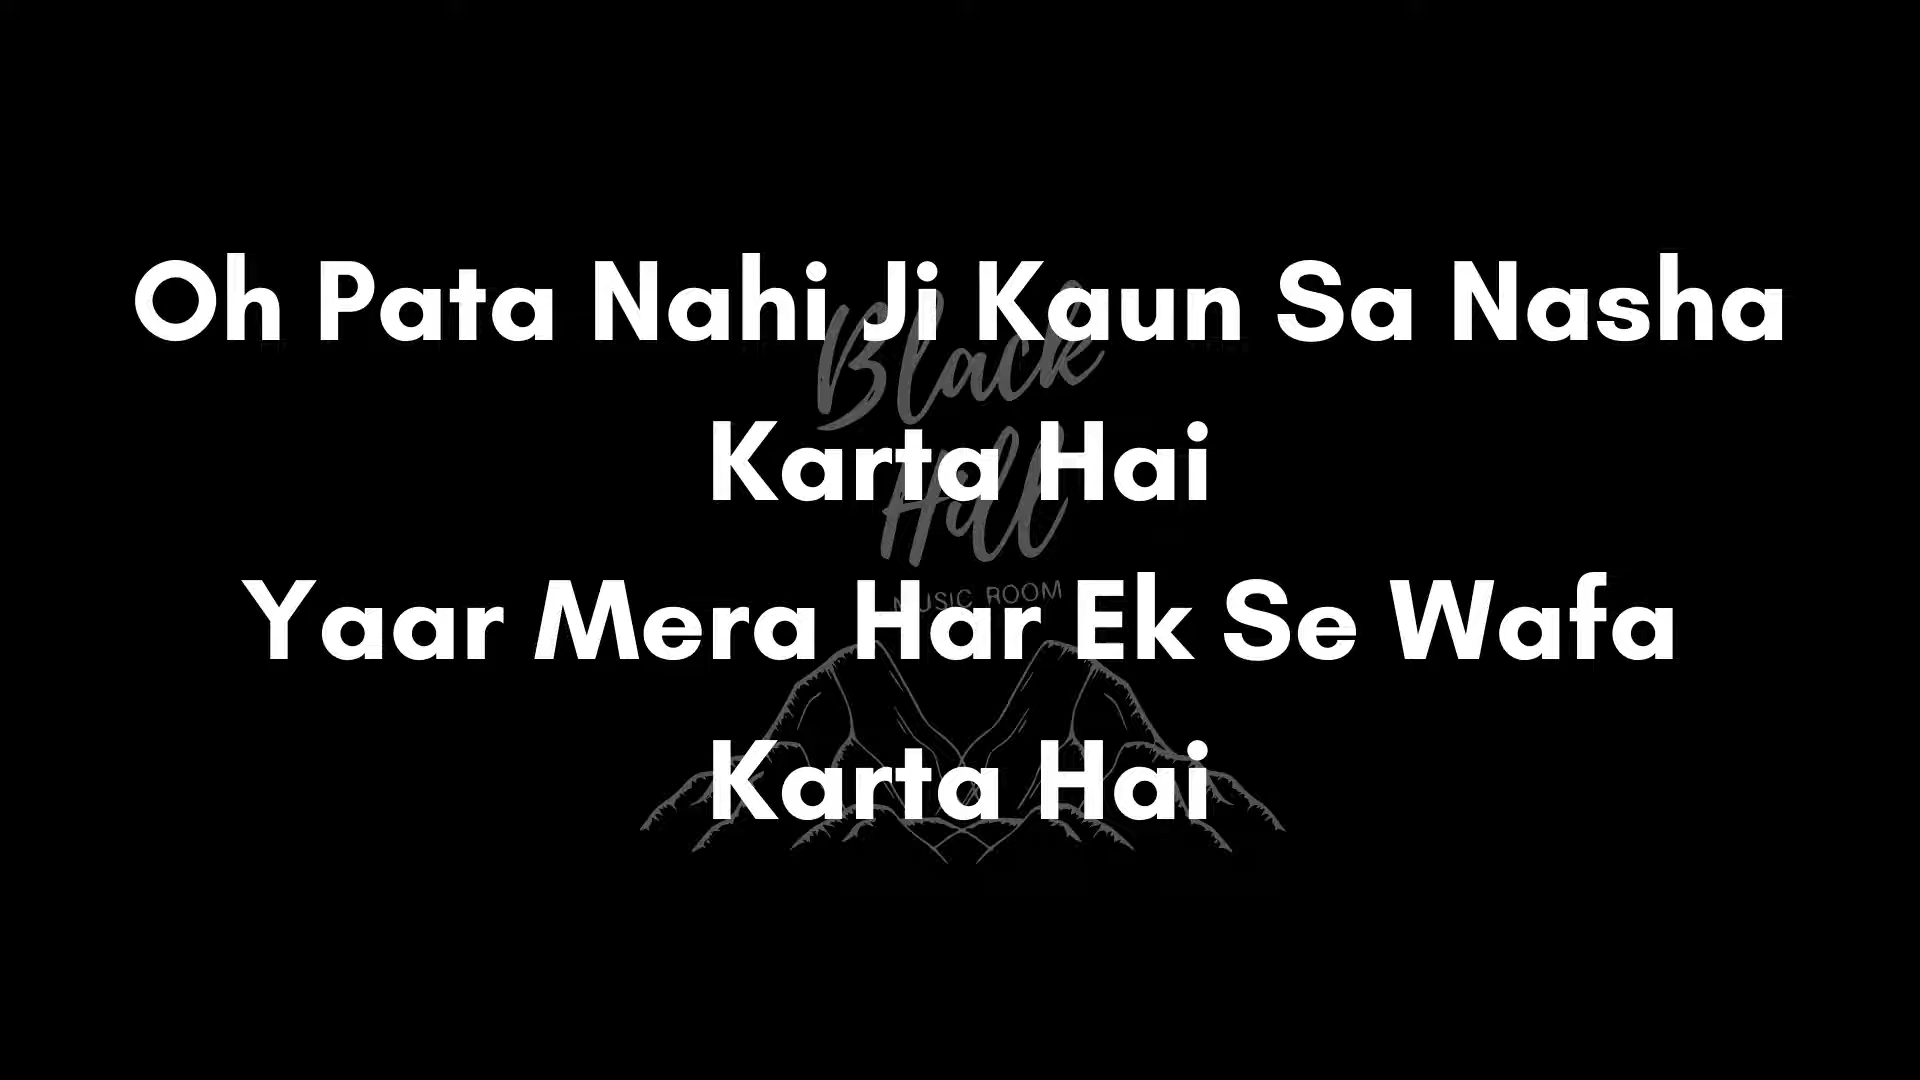 Oh Pata Nahi Ji Kaun Sa Nasha
Karta Hai
Yaar Mera Har Ek Se Wafa
Karta Hai
Black
Hill
MUSIC ROOM